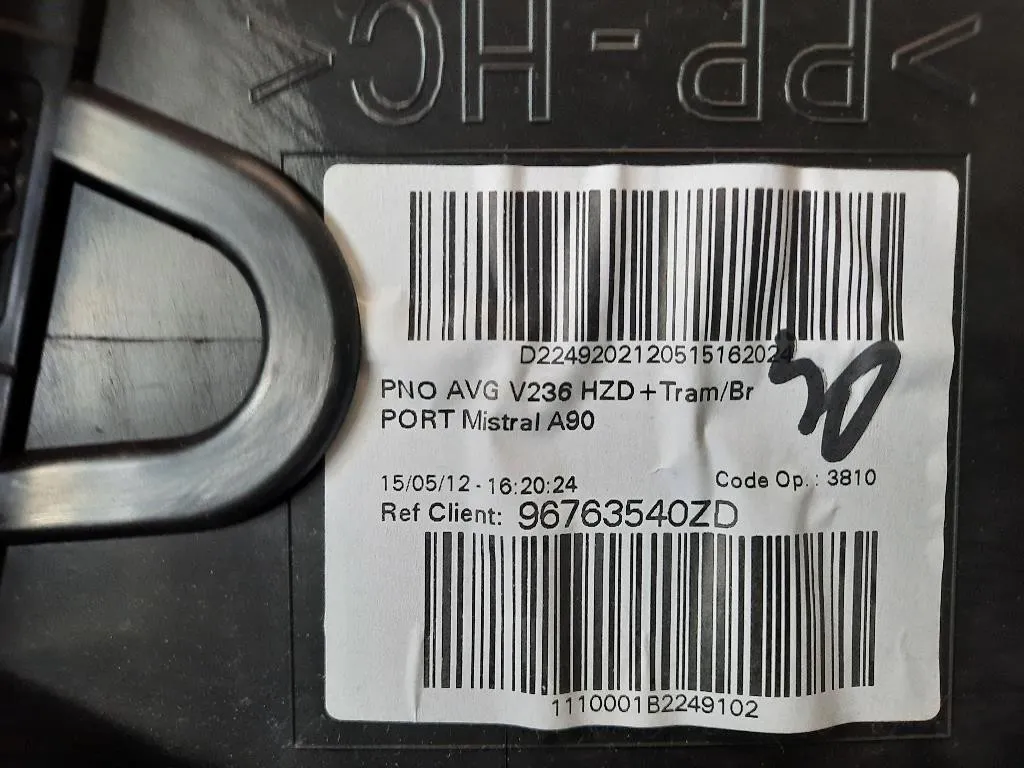 >PP-HC<
D2249202120515162024
PNO AVG V236 HZD+Tram/Br
PORT Mistral A90
15/05/12 - 16:20:24 Code Op. : 3810
Ref Client: 96763540ZD
1110001B2249102